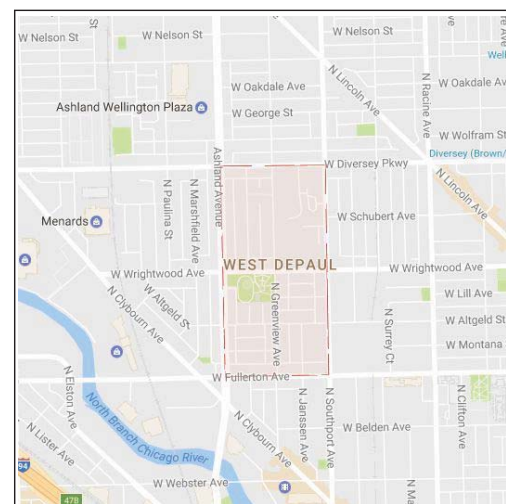 St
W Nelson St
W Nelson St
W Nelson St
W Oakdale Ave
N Lincoln Ave
N Racine Ave
Well
W Oakdale Av
Ashland Wellington Plaza
W George St
W Wolfram St
Diversey (Brown/
W Diversey Pkwy
Ashland Avenue
N Marshfield Ave
N Paulina St
N Lincoln Ave
W Schubert Ave
Menards
W Wrightwood Ave
WEST DEPAUL
W Wrightwood Ave
N Clybourn Ave
W Altgeld S
N Greenview Ave
W Lill Ave
W Altgeld St
W Montana
N Surrey Ct
W Fullerton Ave
N Elston Ave
North Branch Chicago River
N Clybourn Ave
N Janssen Ave
N Southport Ave
N Clifton Ave
W Belden Ave
N Lister Ave
94
W Webster Ave
W Webster Ave
N Ma
478